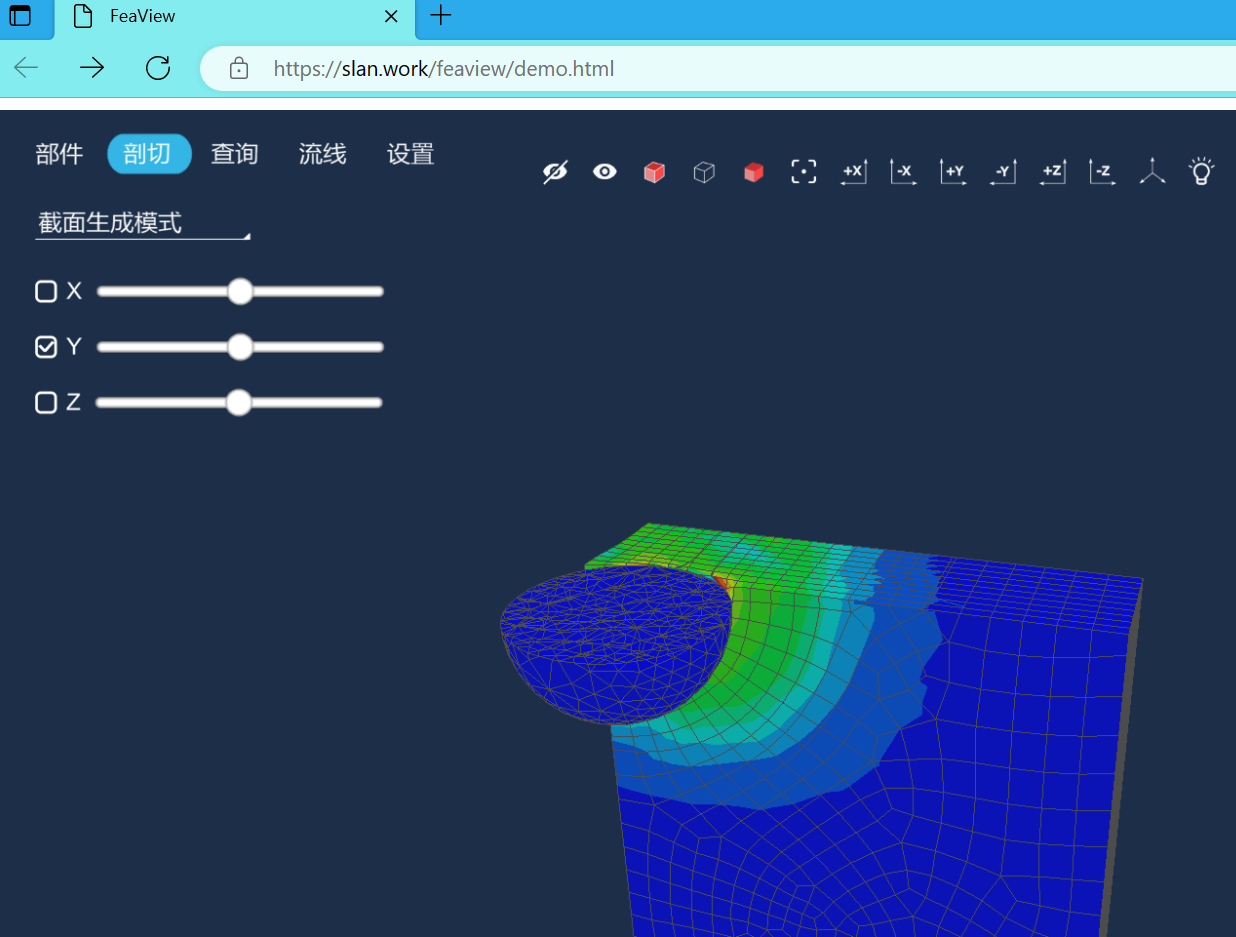 FeaView
https://slan.work/feaview/demo.html
部件 剖切 查询 流线 设置
+X -X +Y -Y +Z -Z
截面生成模式
X
Y
Z